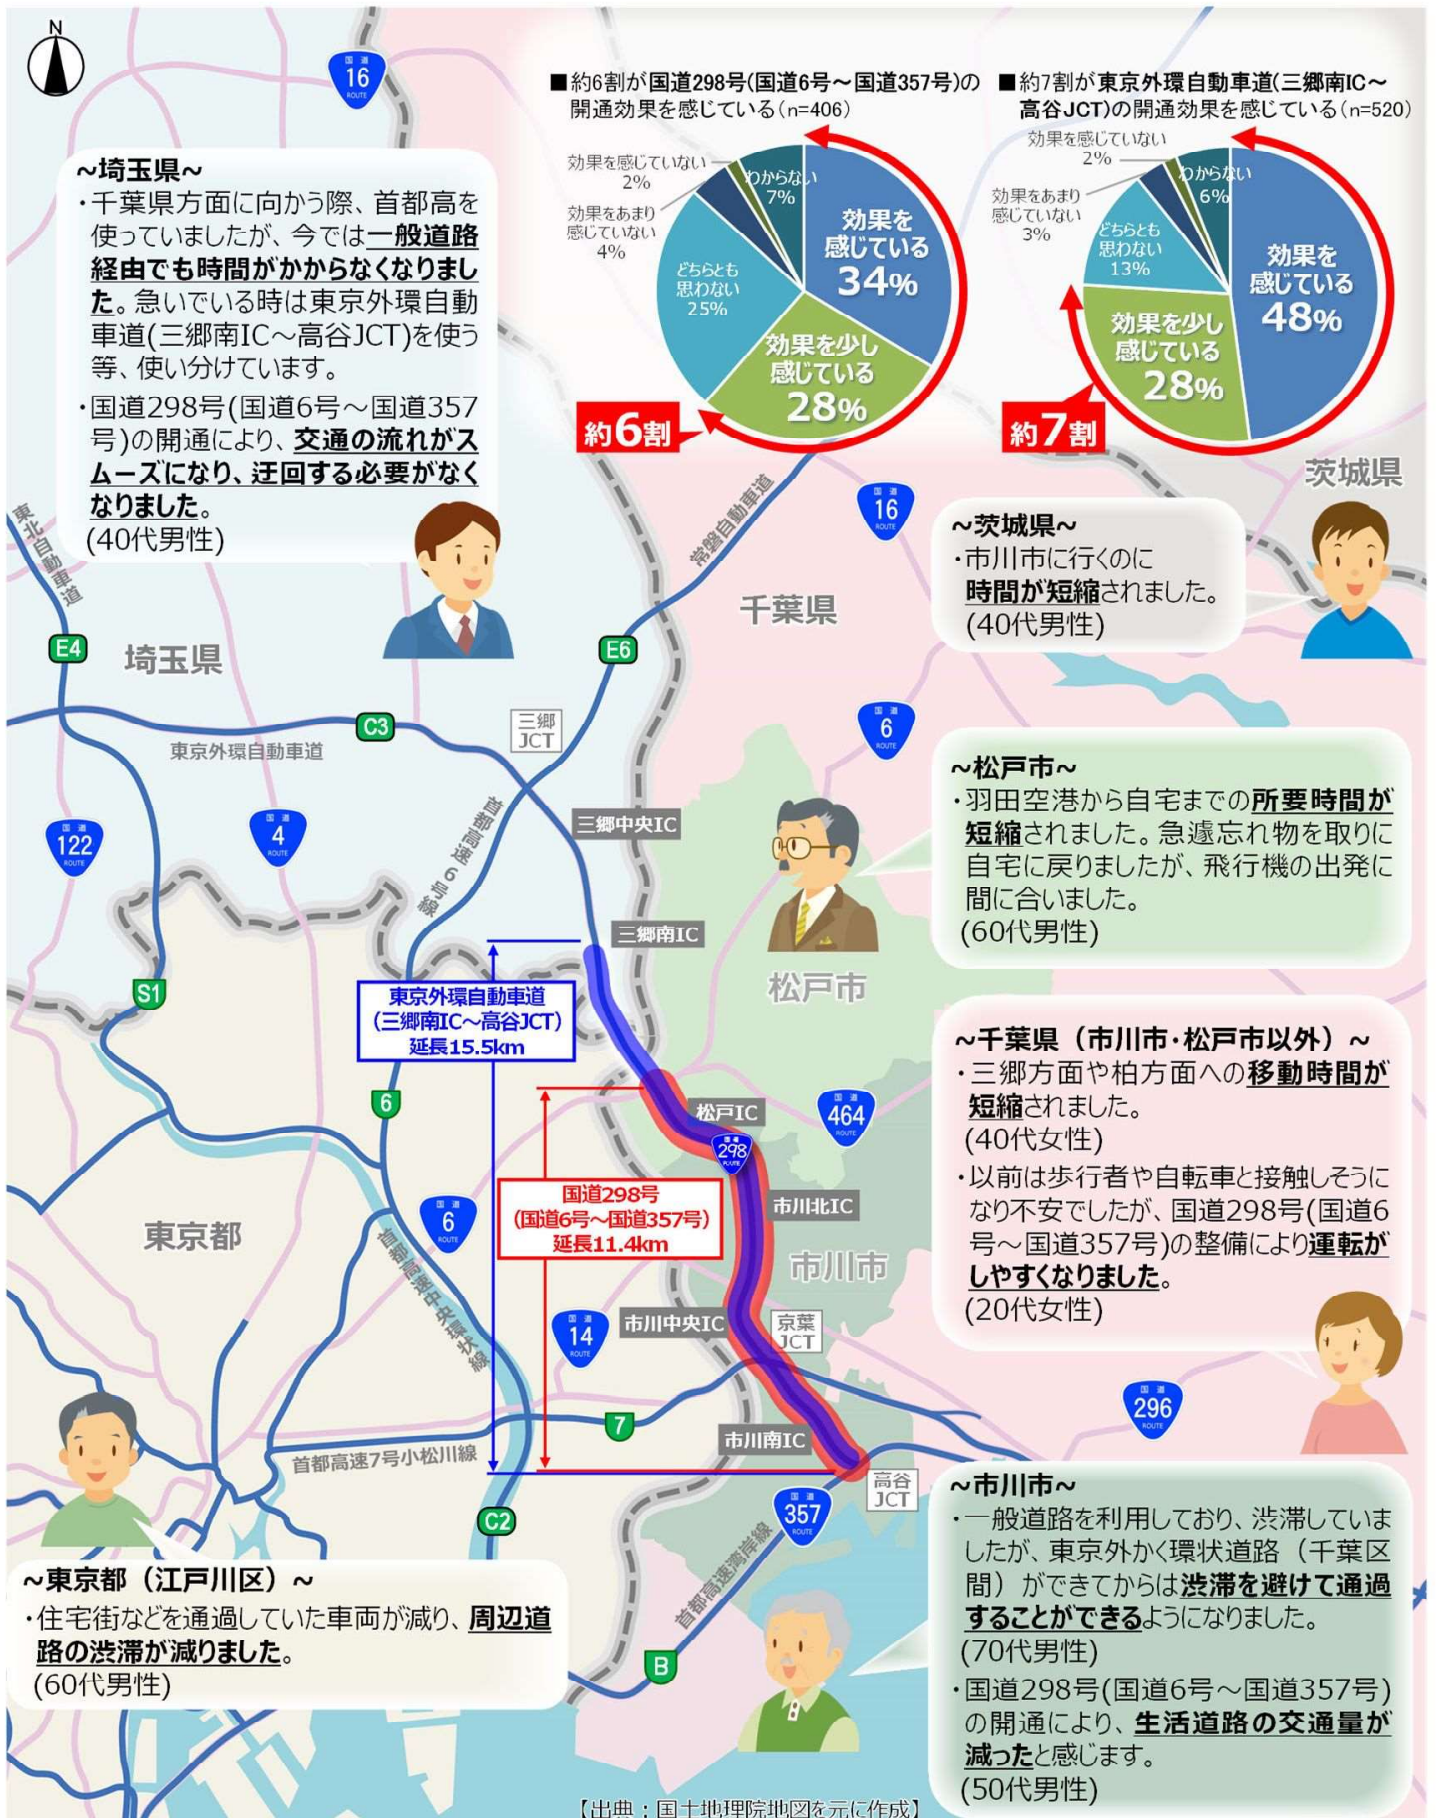 N
国道
16
ROUTE
■約6割が国道298号(国道6号～国道357号)の
開通効果を感じている(n=406)
効果を感じていない
2%
効果をあまり
感じていない
4%
わからない
7%
どちらとも
思わない
25%
効果を
感じている
34%
効果を少し
感じている
28%
約6割
■約7割が東京外環自動車道(三郷南IC～
高谷JCT)の開通効果を感じている(n=520)
効果を感じていない
2%
効果をあまり
感じていない
3%
わからない
6%
どちらとも
思わない
13%
効果を
感じている
48%
効果を少し
感じている
28%
約7割
~埼玉県~
・千葉県方面に向かう際、首都高を
使っていましたが、今では一般道路
経由でも時間がかからなくなりまし
た。急いでいる時は東京外環自動
車道(三郷南IC～高谷JCT)を使う
等、使い分けています。
・国道298号(国道6号～国道357
号)の開通により、交通の流れがス
ムーズになり、迂回する必要がなく
なりました。
(40代男性)
茨城県
~茨城県~
・市川市に行くのに
時間が短縮されました。
(40代男性)
国道
16
ROUTE
常磐自動車道
千葉県
東北自動車道
E4
埼玉県
E6
C3
三郷
JCT
東京外環自動車道
国道
6
ROUTE
~松戸市~
・羽田空港から自宅までの所要時間が
短縮されました。急遽忘れ物を取りに
自宅に戻りましたが、飛行機の出発に
間に合いました。
(60代男性)
国道
122
ROUTE
国道
4
ROUTE
首都高速6号線
三郷中央IC
三郷南IC
松戸市
S1
東京外環自動車道
(三郷南IC～高谷JCT)
延長15.5km
~千葉県（市川市･松戸市以外）~
・三郷方面や柏方面への移動時間が
短縮されました。
(40代女性)
・以前は歩行者や自転車と接触しそうに
なり不安でしたが、国道298号(国道6
号～国道357号)の整備により運転が
しやすくなりました。
(20代女性)
6
松戸IC
国道
464
ROUTE
国道
298
ROUTE
国道298号
(国道6号～国道357号)
延長11.4km
市川北IC
東京都
国道
6
ROUTE
首都高速中央環状線
市川市
国道
14
ROUTE
市川中央IC
京葉
JCT
国道
296
ROUTE
7
首都高速7号小松川線
市川南IC
高谷
JCT
C2
国道
357
ROUTE
首都高速湾岸線
B
~東京都（江戸川区）~
・住宅街などを通過していた車両が減り、周辺道
路の渋滞が減りました。
(60代男性)
~市川市~
・一般道路を利用しており、渋滞していま
したが、東京外かく環状道路（千葉区
間）ができてからは渋滞を避けて通過
することができるようになりました。
(70代男性)
・国道298号(国道6号～国道357号)
の開通により、生活道路の交通量が
減ったと感じます。
(50代男性)
【出典：国土地理院地図を元に作成】